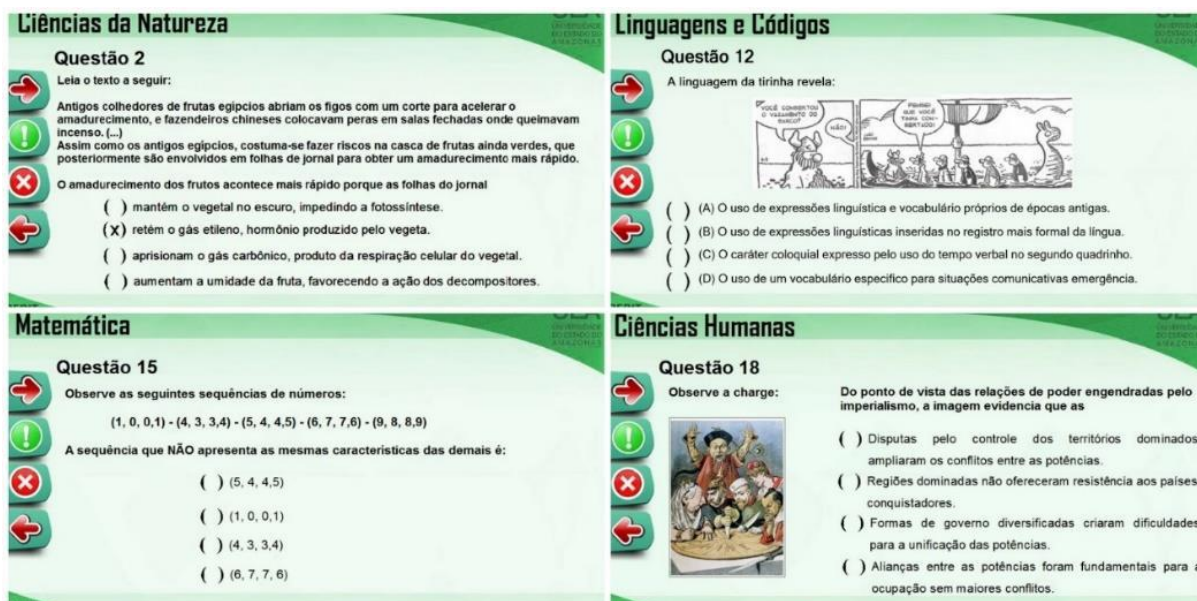 Ciências da Natureza
Questão 2
Leia o texto a seguir:
Antigos colhedores de frutas egípcios abriam os figos com um corte para acelerar o
amadurecimento, e fazendeiros chineses colocavam peras em salas fechadas onde queimavam
incenso. (...)
Assim como os antigos egípcios, costuma-se fazer riscos na casca de frutas ainda verdes, que
posteriormente são envolvidos em folhas de jornal para obter um amadurecimento mais rápido.
O amadurecimento dos frutos acontece mais rápido porque as folhas do jornal
( ) mantém o vegetal no escuro, impedindo a fotossíntese.
(x) retém o gás etileno, hormônio produzido pelo vegeta.
( ) aprisionam o gás carbônico, produto da respiração celular do vegetal.
( ) aumentam a umidade da fruta, favorecendo a ação dos decompositores.
Linguagens e Códigos
Questão 12
A linguagem da tirinha revela:
VOCÊ CONSERTOU
O VAZAMENTO DO
BARCO?
NÃO!
PENSEI
QUE VOCÊ
TINHA CON-
SERTADO!
( ) (A) O uso de expressões linguística e vocabulário próprios de épocas antigas.
( ) (B) O uso de expressões linguísticas inseridas no registro mais formal da língua.
( ) (C) O caráter coloquial expresso pelo uso do tempo verbal no segundo quadrinho.
( ) (D) O uso de um vocabulário específico para situações comunicativas emergência.
Matemática
Questão 15
Observe as seguintes sequências de números:
(1, 0, 0,1) - (4, 3, 3,4) - (5, 4, 4,5) - (6, 7, 7,6) - (9, 8, 8,9)
A sequência que NÃO apresenta as mesmas características das demais é:
( ) (5, 4, 4,5)
( ) (1, 0, 0,1)
( ) (4, 3, 3,4)
( ) (6, 7, 7, 6)
Ciências Humanas
Questão 18
Observe a charge:
Do ponto de vista das relações de poder engendradas pelo
imperialismo, a imagem evidencia que as
( ) Disputas pelo controle dos territórios dominados
ampliaram os conflitos entre as potências.
( ) Regiões dominadas não ofereceram resistência aos países
conquistadores.
( ) Formas de governo diversificadas criaram dificuldades
para a unificação das potências.
( ) Alianças entre as potências foram fundamentais para a
ocupação sem maiores conflitos.